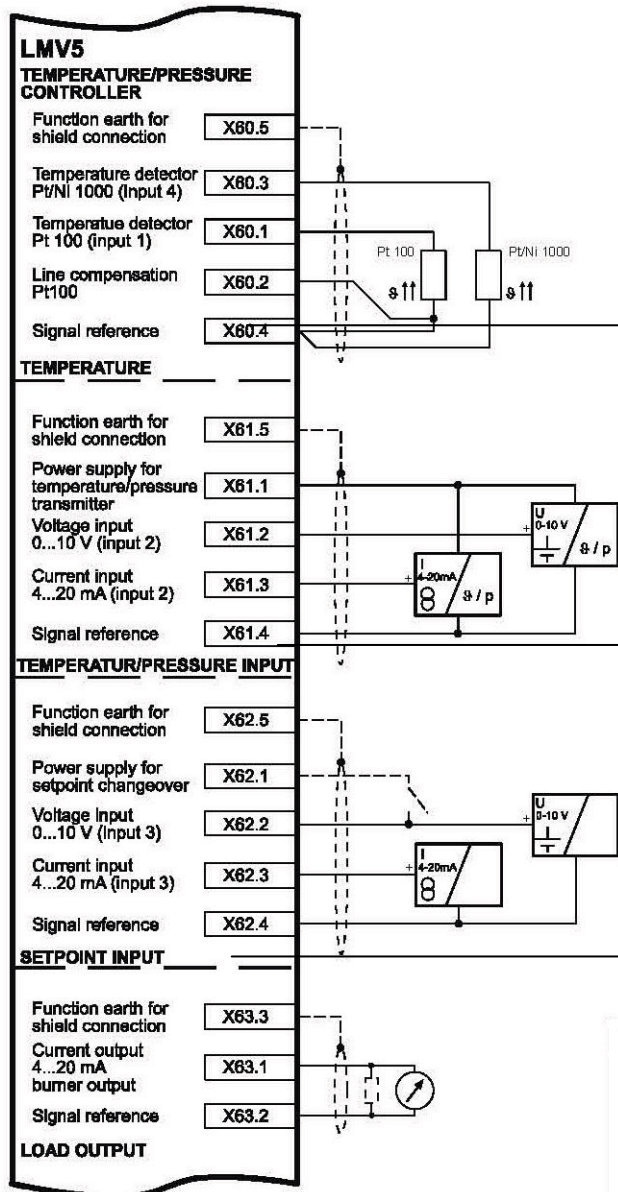 LMV5
TEMPERATURE/PRESSURE
CONTROLLER
Function earth for
shield connection
X60.5
Temperature detector
Pt/Ni 1000 (Input 4)
X60.3
Temperatue detector
Pt 100 (input 1)
X60.1
Pt 100
Pt/Ni 1000
Line compensation
Pt100
X60.2
ϑ
ϑ
Signal reference
X60.4
TEMPERATURE
Function earth for
shield connection
X61.5
Power supply for
temperature/pressure
transmitter
X61.1
Voltage input
0...10 V (input 2)
X61.2
+
U
0-10 V
ϑ / p
Current input
4...20 mA (input 2)
X61.3
+
I
4-20mA
ϑ / p
Signal reference
X61.4
TEMPERATUR/PRESSURE INPUT
Function earth for
shield connection
X62.5
Power supply for
setpoint changeover
X62.1
Voltage input
0...10 V (Input 3)
X62.2
+
U
0-10 V
Current input
4...20 mA (input 3)
X62.3
+
I
4-20mA
Signal reference
X62.4
SETPOINT INPUT
Function earth for
shield connection
X63.3
Current output
4...20 mA
burner output
X63.1
Signal reference
X63.2
LOAD OUTPUT